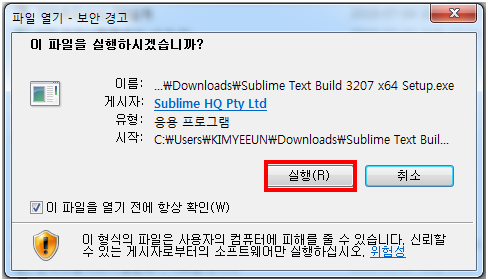 파일 열기 - 보안 경고
이 파일을 실행하시겠습니까?
이름: ...₩Downloads₩Sublime Text Build 3207 x64 Setup.exe
게시자: Sublime HQ Pty Ltd
유형: 응용 프로그램
시작: C:₩Users₩KIMYEEUN₩Downloads₩Sublime Text Buil...
실행(R) 취소
이 파일을 열기 전에 항상 확인(W)
이 형식의 파일은 사용자의 컴퓨터에 피해를 줄 수 있습니다. 신뢰할
수 있는 게시자로부터의 소프트웨어만 실행하십시오. 위험성